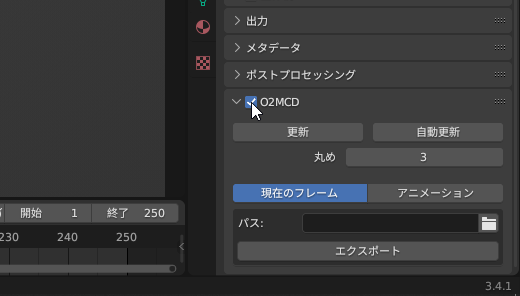 出力
メタデータ
ポストプロセッシング
O2MCD
更新 自動更新
丸め 3
現在のフレーム アニメーション
開始 1 終了 250
パス:
230 240 250
エクスポート
3.4.1